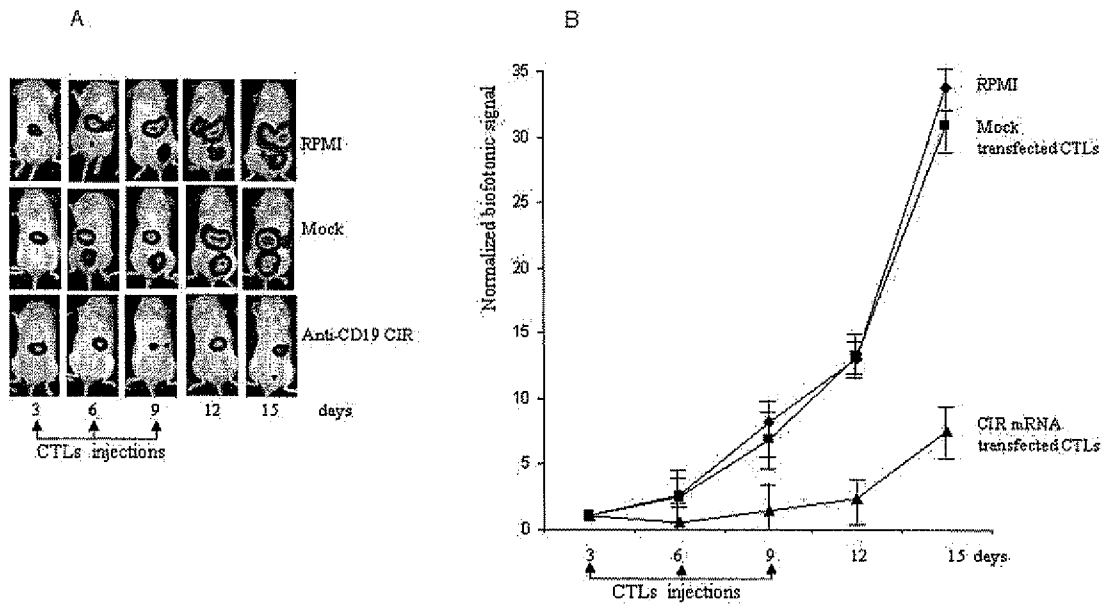 A
RPMI
Mock
Anti-CD19 CIR
3 6 9 12 15 days
CTLs injections
B
Normalized biofotonic signal
35
30
25
20
15
10
5
0
RPMI
Mock
transfected CTLs
CIR mRNA
transfected CTLs
3 6 9 12 15 days
CTLs injections